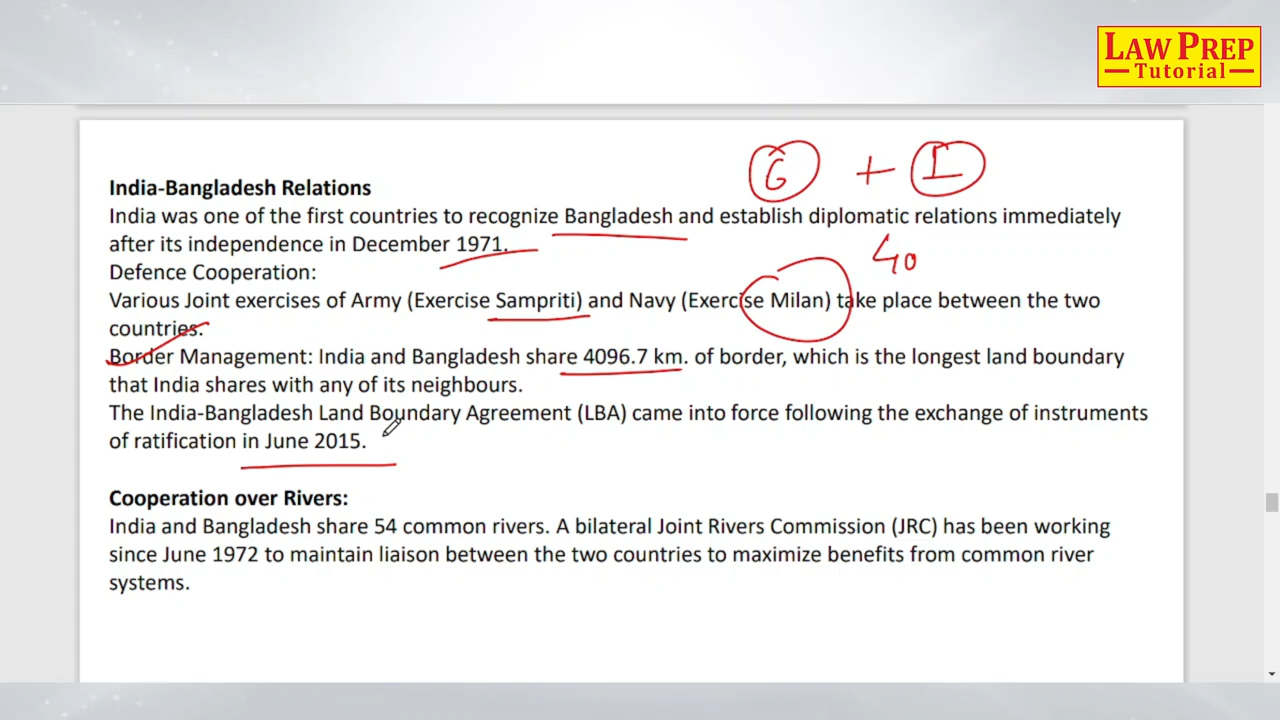 LAW PREP
Tutorial
6 + I
India-Bangladesh Relations
India was one of the first countries to recognize Bangladesh and establish diplomatic relations immediately
after its independence in December 1971.
40
Defence Cooperation:
Various Joint exercises of Army (Exercise Sampriti) and Navy (Exercise Milan) take place between the two
countries.
Border Management: India and Bangladesh share 4096.7 km. of border, which is the longest land boundary
that India shares with any of its neighbours.
The India-Bangladesh Land Boundary Agreement (LBA) came into force following the exchange of instruments
of ratification in June 2015.
Cooperation over Rivers:
India and Bangladesh share 54 common rivers. A bilateral Joint Rivers Commission (JRC) has been working
since June 1972 to maintain liaison between the two countries to maximize benefits from common river
systems.